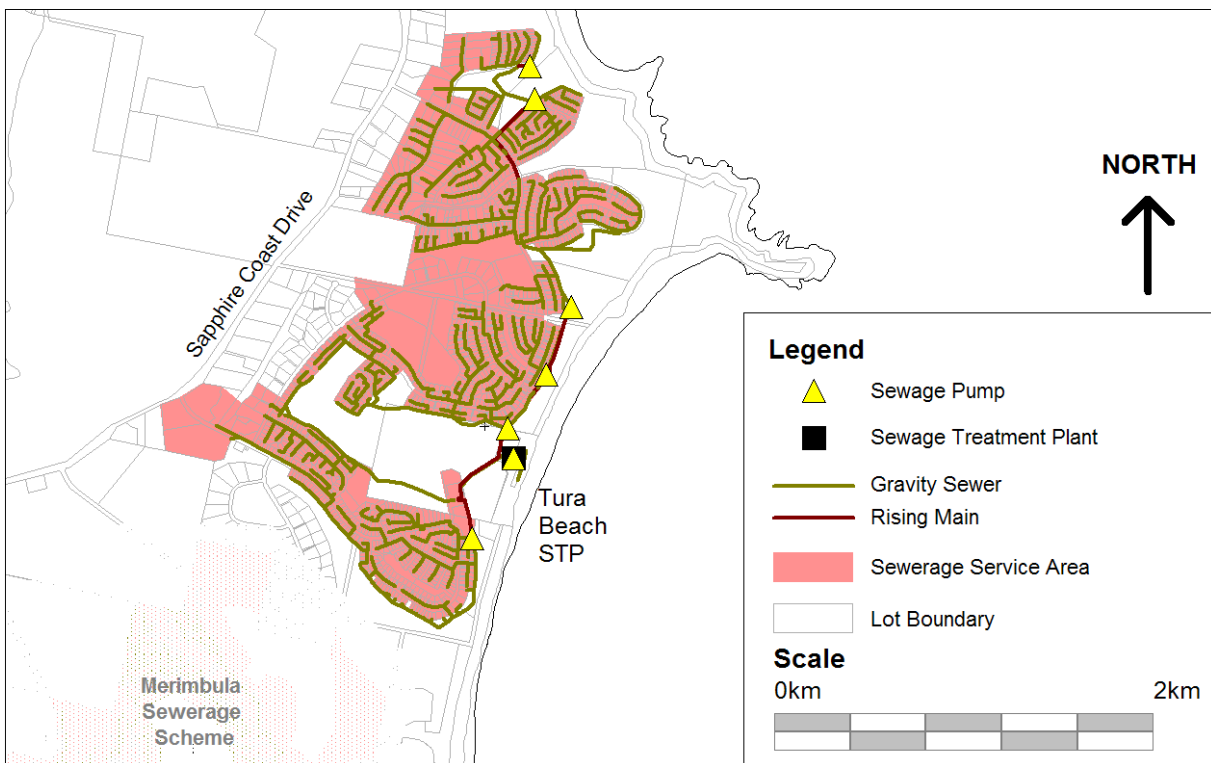 NORTH
Sapphire Coast Drive
Tura
Beach
STP
Merimbula
Sewerage
Scheme
Legend
Sewage Pump
Sewage Treatment Plant
Gravity Sewer
Rising Main
Sewerage Service Area
Lot Boundary
Scale
0km 2km